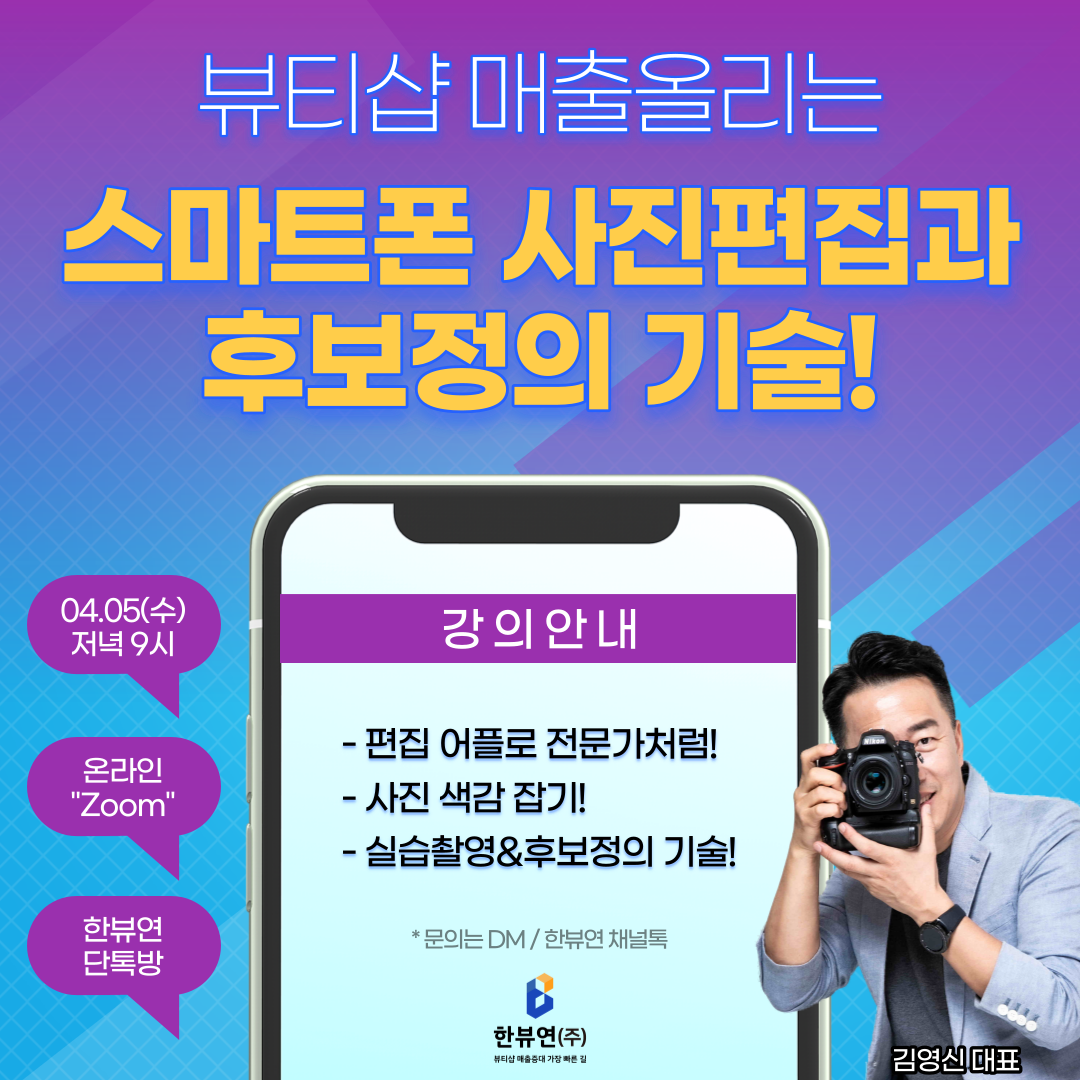 뷰티샵 매출올리는
스마트폰 사진편집과
후보정의 기술!
04.05(수)
저녁 9시
온라인
"Zoom"
한뷰연
단톡방
강의안내
- 편집 어플로 전문가처럼!
- 사진 색감 잡기!
- 실습촬영&후보정의 기술!
* 문의는 DM / 한뷰연 채널톡
한뷰연(주)
뷰티샵 매출증대 가장 빠른 길
Nikon
김영신 대표